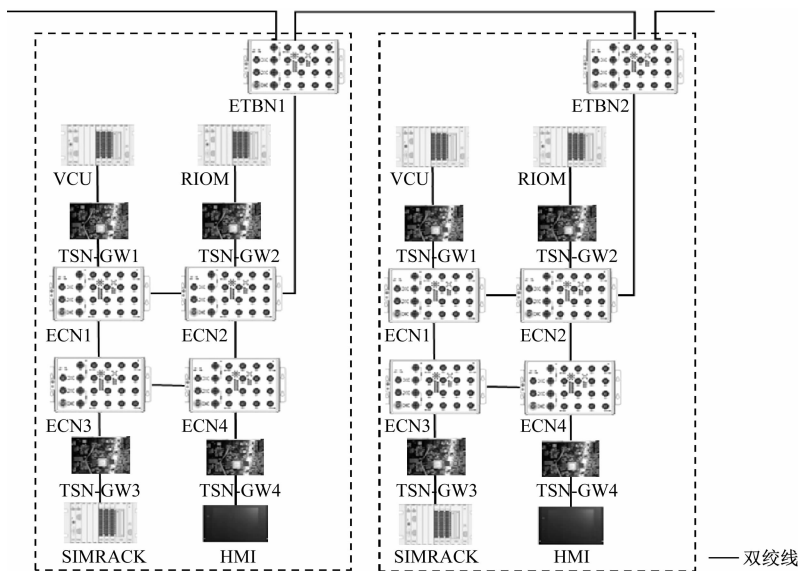 ETBN1
ETBN2
VCU
RIOM
VCU
RIOM
TSN-GW1
TSN-GW2
TSN-GW1
TSN-GW2
ECN1
ECN2
ECN1
ECN2
ECN3
ECN4
ECN3
ECN4
TSN-GW3
TSN-GW4
TSN-GW3
TSN-GW4
SIMRACK
HMI
SIMRACK
HMI
双绞线